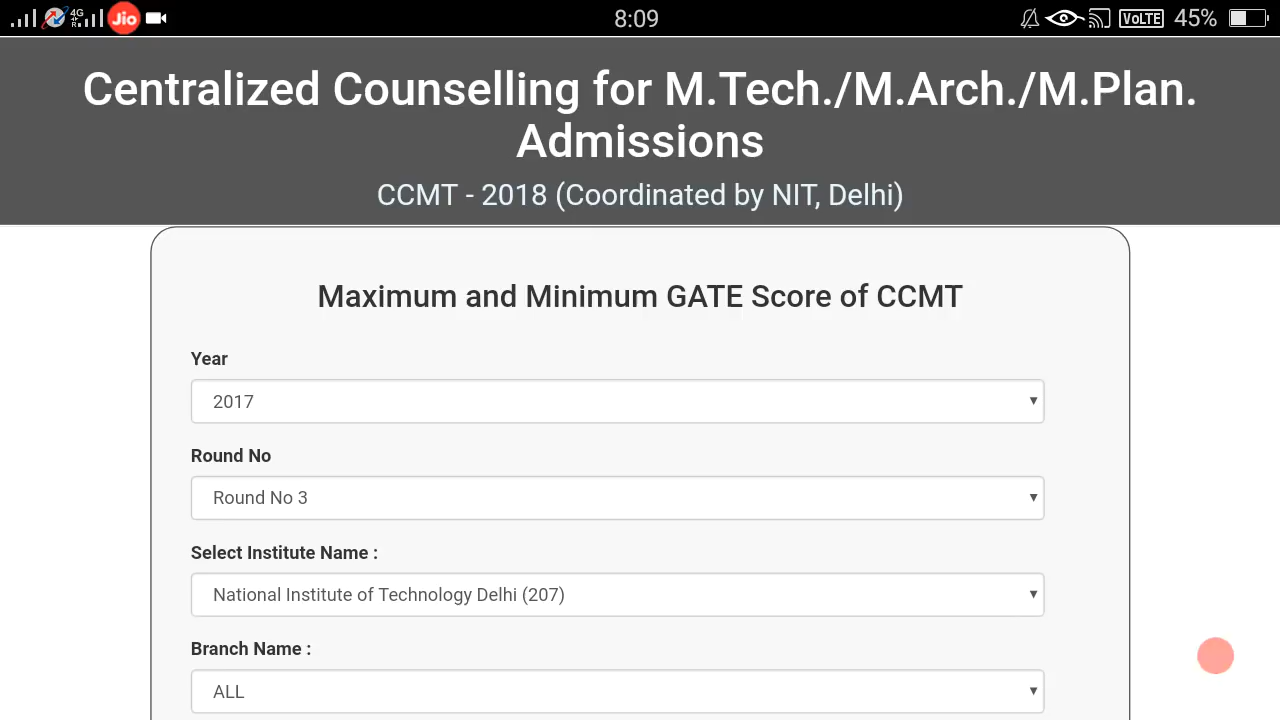 4G
R
Jio
8:09
VoLTE
45%
Centralized Counselling for M.Tech./M.Arch./M.Plan.
Admissions
CCMT - 2018 (Coordinated by NIT, Delhi)
Maximum and Minimum GATE Score of CCMT
Year
2017
Round No
Round No 3
Select Institute Name :
National Institute of Technology Delhi (207)
Branch Name :
ALL